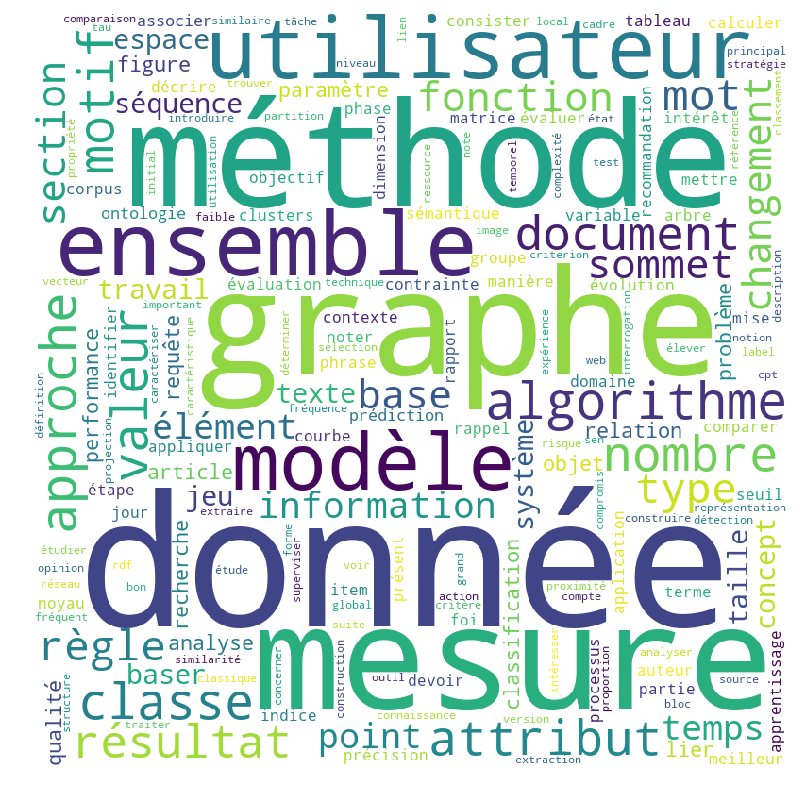 comparaison
associer
similaire
tâche
lien
consister
local
cadre
tableau
calculer
tau
espace
utilisateur
niveau
principal
stratégie
motif
figure
décrire
trouver
paramètre
fonction
mot
classement
section
séquence
introduire
partition
phase
matrice
évaluer
état
intérêt
méthode
propriété
initial
utilisation
objectif
ressource
note
dimension
temporel
complexité
test
recommandation
mettre
référence
changement
corpus
ontologie
faible
clusters
sémantique
variable
arbre
ensemble
image
document
criterion
groupe
sommet
description
vecteur
travail
évaluation
technique
contrainte
manière
évolution
important
graphe
approche
valeur
identifier
performance
caractériser
requête
caractéristique
déterminer
contexte
noter
selection
phrase
rapport
expérience
interrogation
problème
mise
notion
label
web
élever
domaine
cpt
texte
base
algorithme
fréquence
prédiction
définition
projection
élément
courbe
rappel
relation
comparer
appliquer
modèle
nombre
article
risque
sen
objet
système
étape
jeu
information
type
seuil
compromis
représentation
jour
extraire
construire
détection
donnée
étudier
opinion
rdf
étude
réseau
bon
noyau
fréquent
recherche
forme
superviser
voir
item
présent
global
action
grand
critère
suite
foi
classification
proximité
compte
application
terme
taille
concept
mesure
règle
analyse
similarité
baser
classique
concerner
outil
devoir
construction
intéresser
processus
proportion
analyser
auteur
source
partie
bloc
apprentissage
qualité
structure
classe
indice
connaissance
version
traiter
résultat
point
précision
attribut
extraction
temps
lier
meilleur